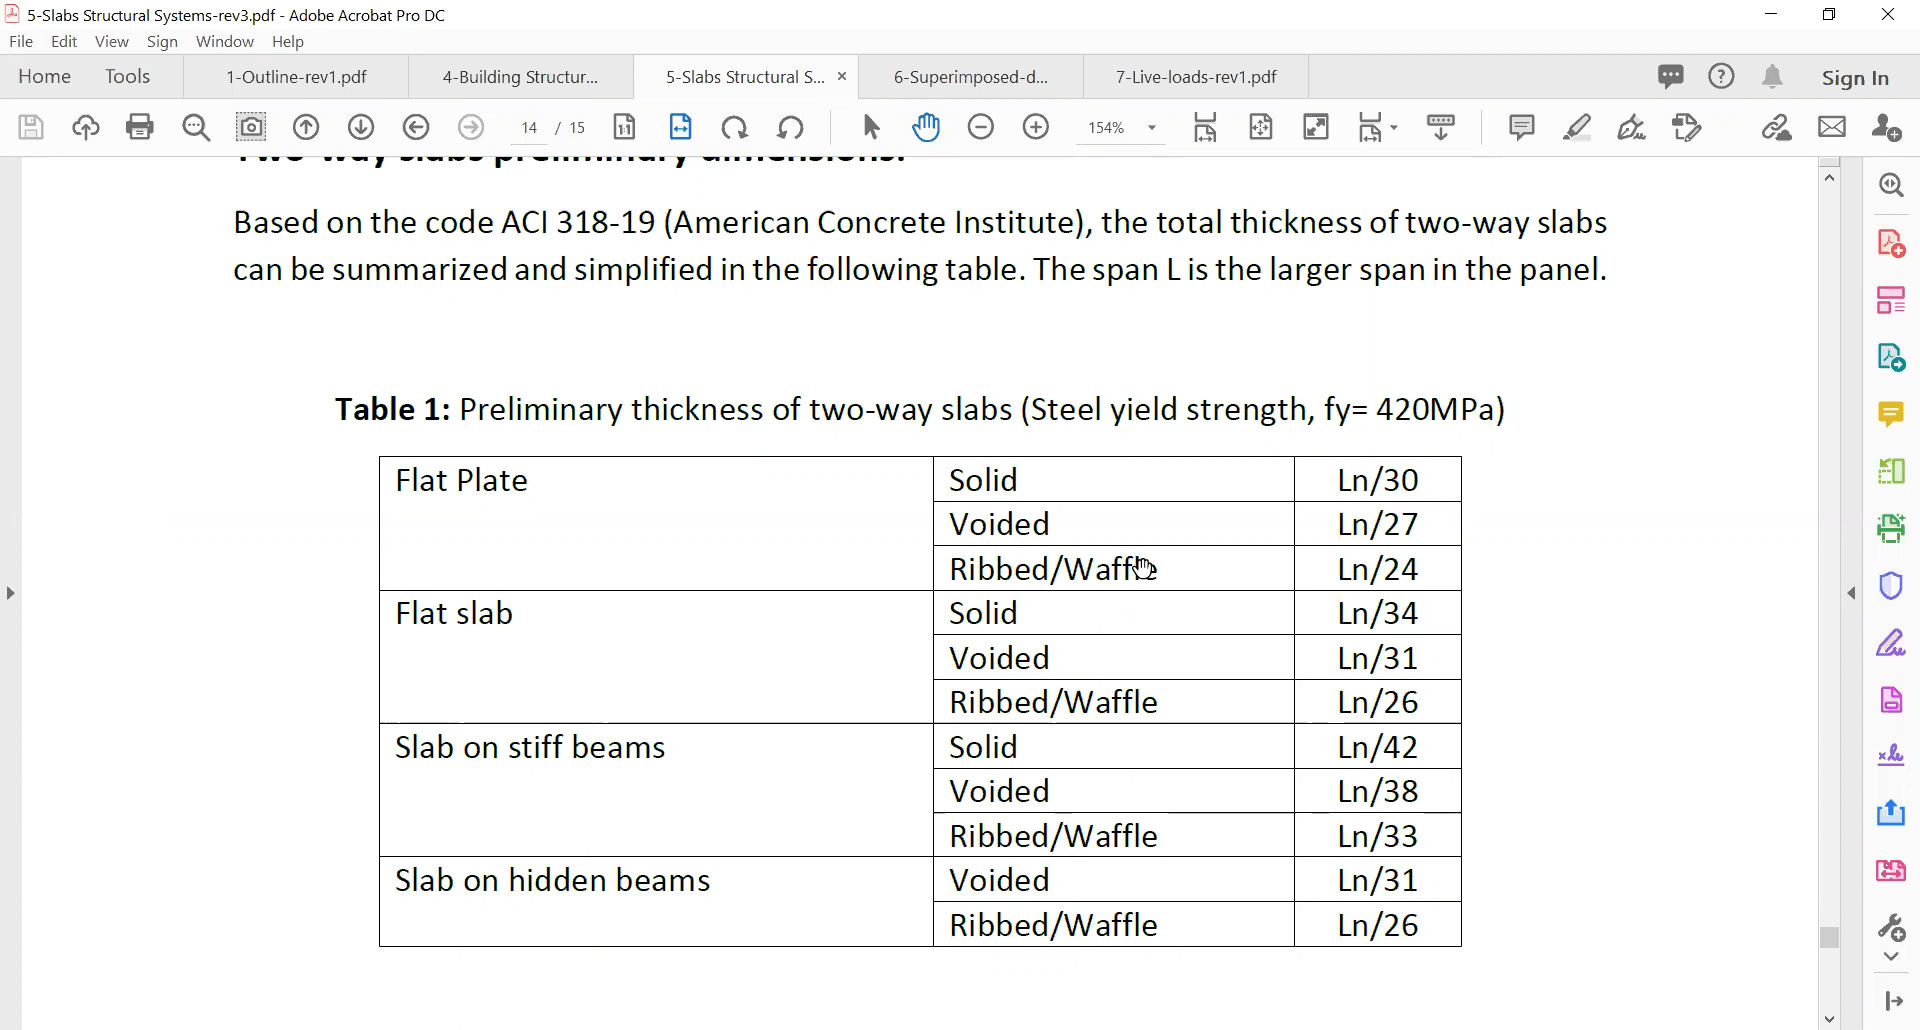 5-Slabs Structural Systems-rev3.pdf - Adobe Acrobat Pro DC
File Edit View Sign Window Help
Home Tools 1-Outline-rev1.pdf 4-Building Structur... 5-Slabs Structural S... × 6-Superimposed-d... 7-Live-loads-rev1.pdf Sign In
14 / 15 154%
Two-way slabs preliminary dimensions:
Based on the code ACI 318-19 (American Concrete Institute), the total thickness of two-way slabs
can be summarized and simplified in the following table. The span L is the larger span in the panel.
Table 1: Preliminary thickness of two-way slabs (Steel yield strength, fy= 420MPa)
Flat Plate Solid Ln/30
Voided Ln/27
Ribbed/Waffle Ln/24
Flat slab Solid Ln/34
Voided Ln/31
Ribbed/Waffle Ln/26
Slab on stiff beams Solid Ln/42
Voided Ln/38
Ribbed/Waffle Ln/33
Slab on hidden beams Voided Ln/31
Ribbed/Waffle Ln/26